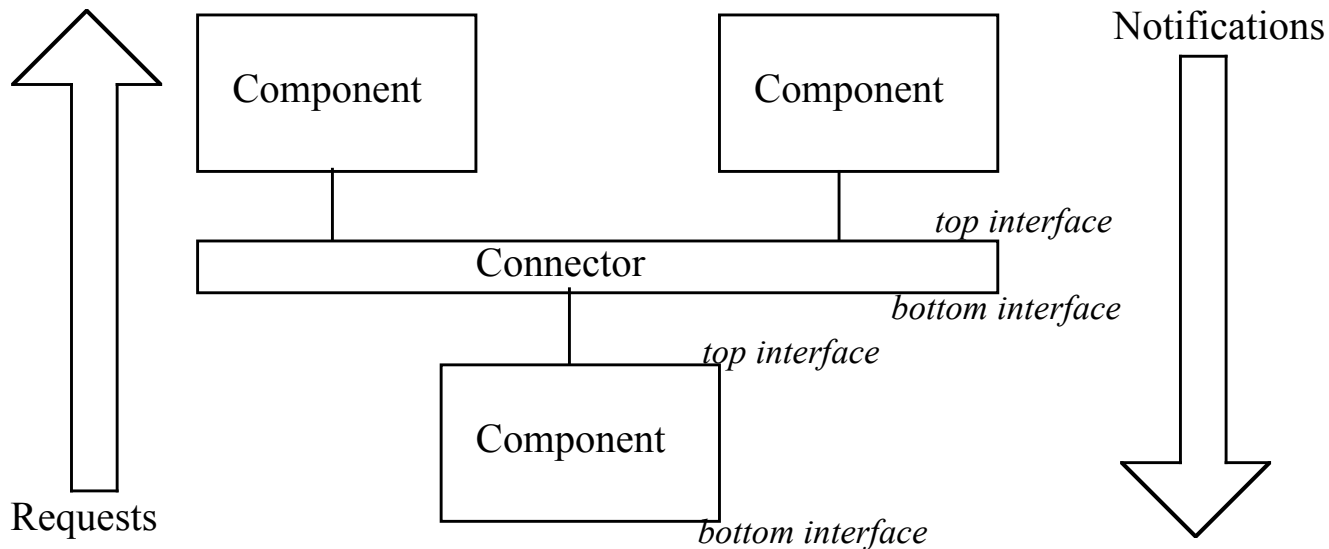 Notifications
Component
Component
top interface
Connector
bottom interface
top interface
Component
Requests
bottom interface